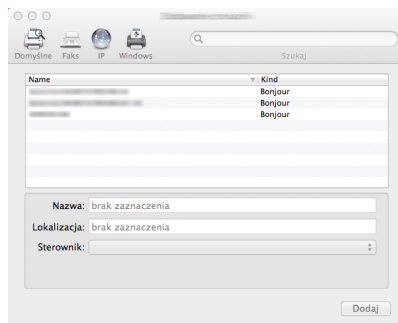 Domyślne Faks IP Windows Szukaj
Name Kind
Bonjour
Bonjour
Bonjour
Nazwa: brak zaznaczenia
Lokalizacja: brak zaznaczenia
Sterownik:
Dodaj